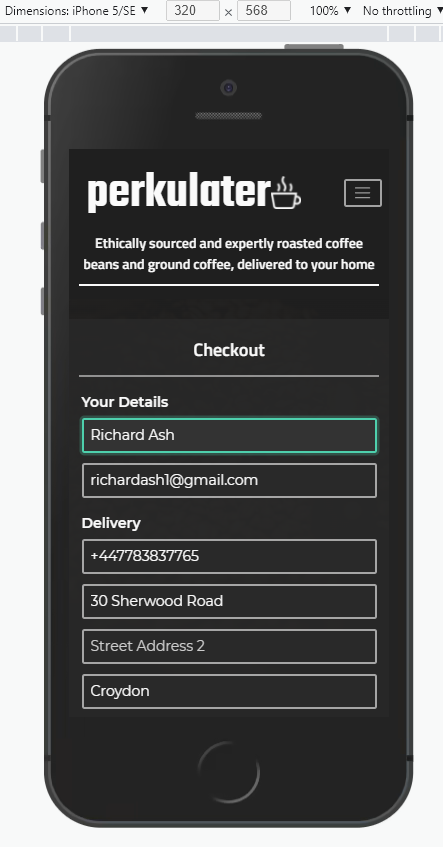 Dimensions: iPhone 5/SE ▼ 320 × 568 100% ▼ No throttling ▼
perkulater
Ethically sourced and expertly roasted coffee
beans and ground coffee, delivered to your home
Checkout
Your Details
Richard Ash
richardash1@gmail.com
Delivery
+447783837765
30 Sherwood Road
Street Address 2
Croydon